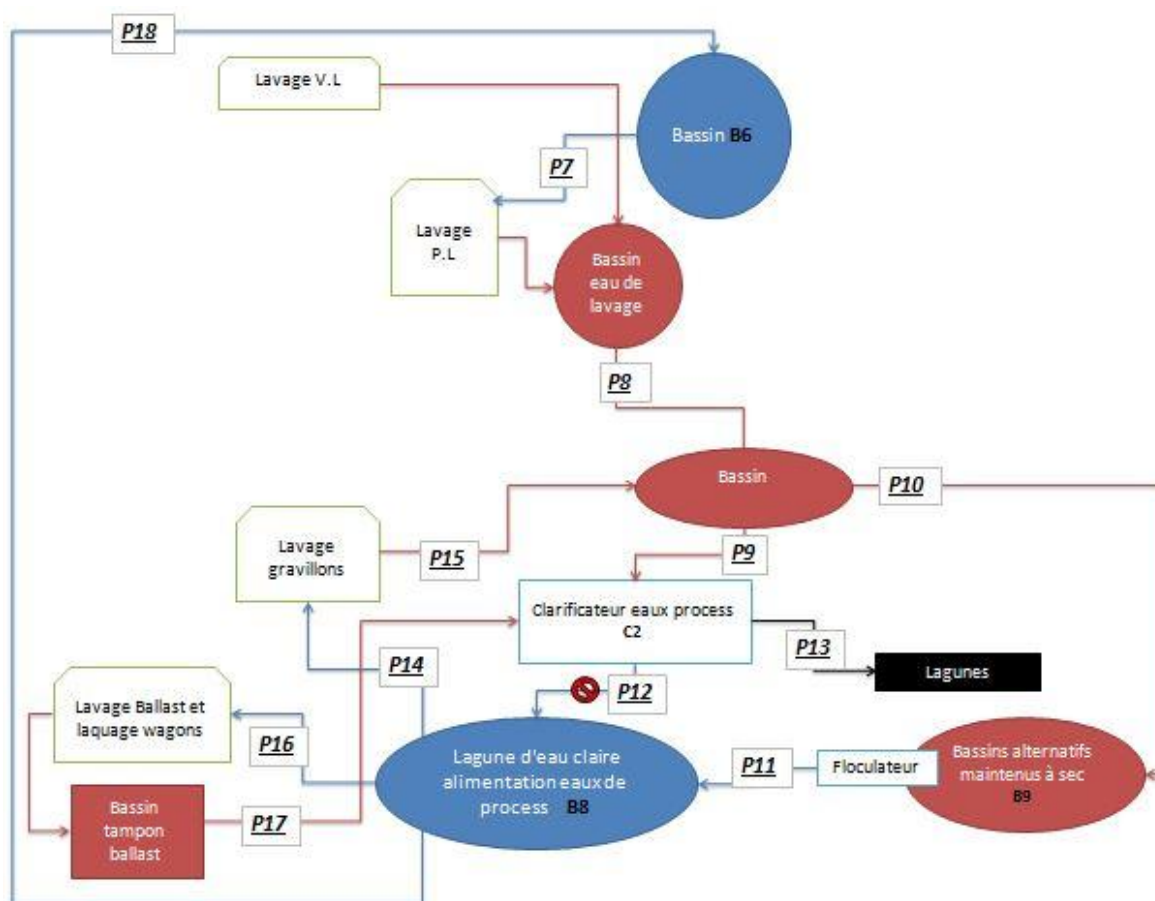 P18
Lavage V.L
Bassin B6
P7
Lavage
P.L
Bassin
eau de
lavage
P8
Bassin
P10
Lavage
gravillons
P15
P9
Clarificateur eaux process
C2
P13
Lagunes
P14
P12
Lavage Ballast et
laquage wagons
P16
Lagune d'eau claire
alimentation eaux de
process B8
P11
Floculateur
Bassins alternatifs
maintenus à sec
B9
Bassin
tampon
ballast
P17